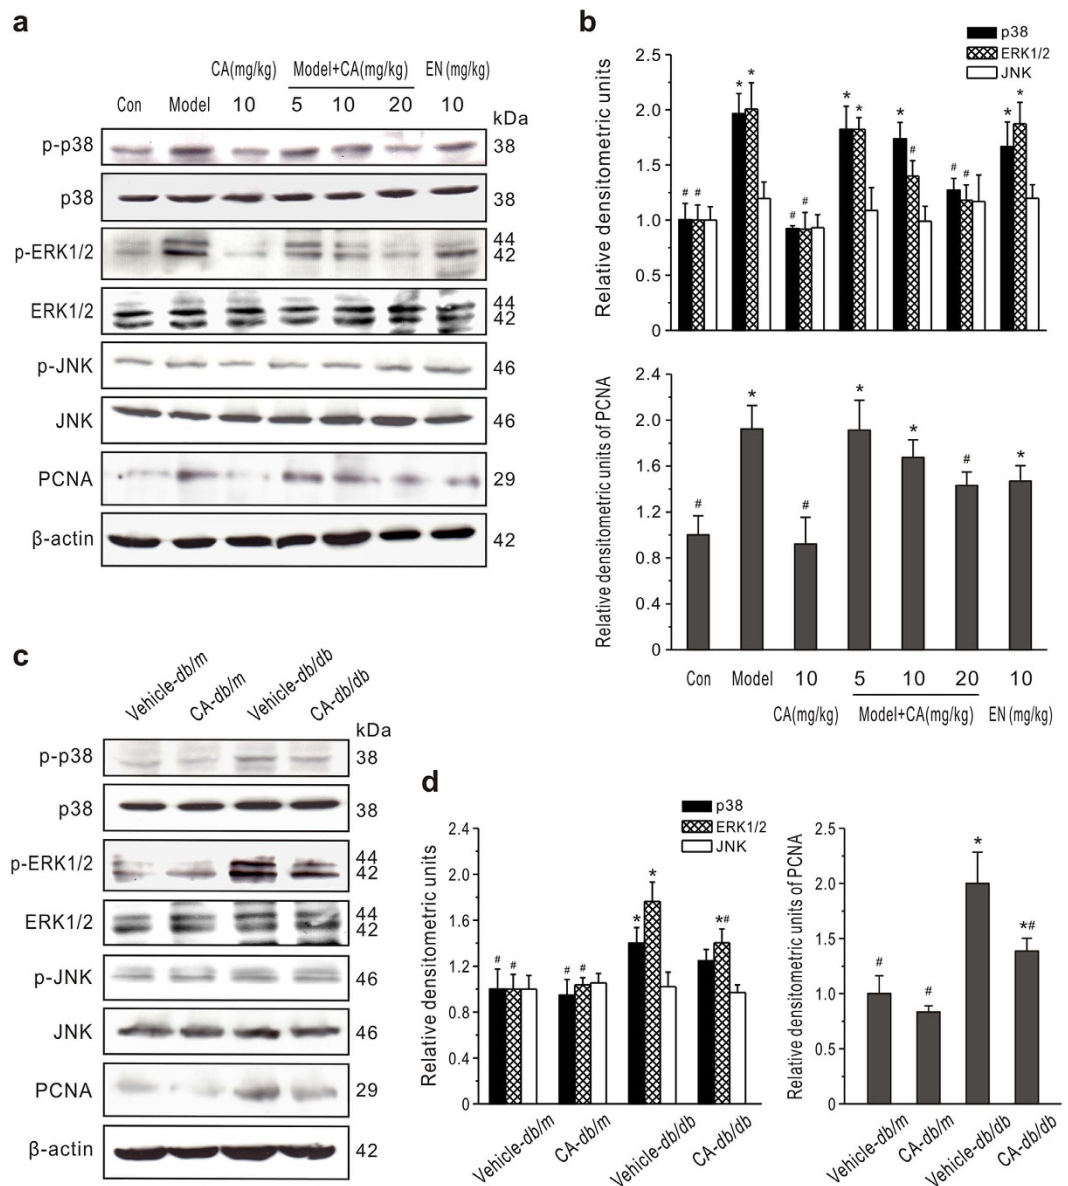 a
CA(mg/kg) Model+CA(mg/kg) EN (mg/kg)
Con Model 10 5 10 20 10
kDa
p-p38 38
p38 38
p-ERK1/2 44
42
ERK1/2 44
42
p-JNK 46
JNK 46
PCNA 29
β-actin 42
b
p38
ERK1/2
JNK
Relative densitometric units
2.5
* *
2.0
* * * * *
1.5
# # #
1.0
# # # #
0.5
0
Relative densitometric units of PCNA
2.4
* *
2.0
*
1.6
# *
1.2
# #
0.8
0.4
0
Con Model 10 5 10 20 10
CA(mg/kg) Model+CA(mg/kg) EN (mg/kg)
c
Vehicle-db/m CA-db/m Vehicle-db/db CA-db/db
kDa
p-p38 38
p38 38
p-ERK1/2 44
42
ERK1/2 44
42
p-JNK 46
JNK 46
PCNA 29
β-actin 42
d
p38
ERK1/2
JNK
Relative densitometric units
2.4
2.0
* *
1.6
*#
1.2
# # # #
0.8
0.4
0
Vehicle-db/m CA-db/m Vehicle-db/db CA-db/db
Relative densitometric units of PCNA
2.5
*
2.0
1.5
*#
1.0
# #
0.5
0
Vehicle-db/m CA-db/m Vehicle-db/db CA-db/db